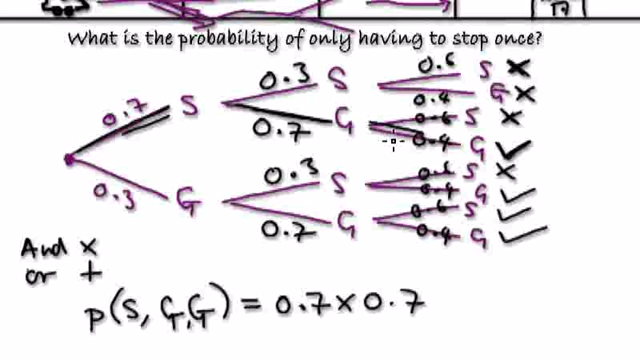 What is the probability of only having to stop once?
0.7 S
0.3 S
0.6 S ×
0.4 G ×
0.7 G
0.6 S ×
0.4 G ✓
0.3 G
0.3 S
0.6 S ×
0.4 G ✓
0.7 G
0.6 S ✓
0.4 G ✓
And ×
or +
P(S, G, G) = 0.7 × 0.7